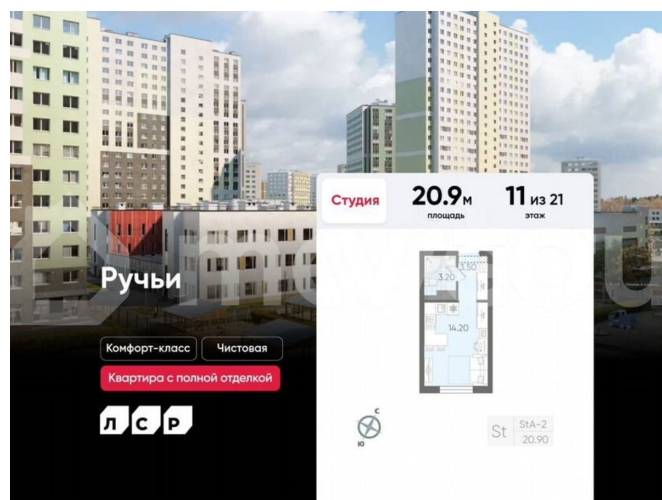 Студия
20.9м
площадь
11 из 21
этаж
Ручьи
3.20
3.50
14.20
Комфорт-класс
Чистовая
Квартира с полной отделкой
ЛСР
С
Ю
St
StA-2
20.90